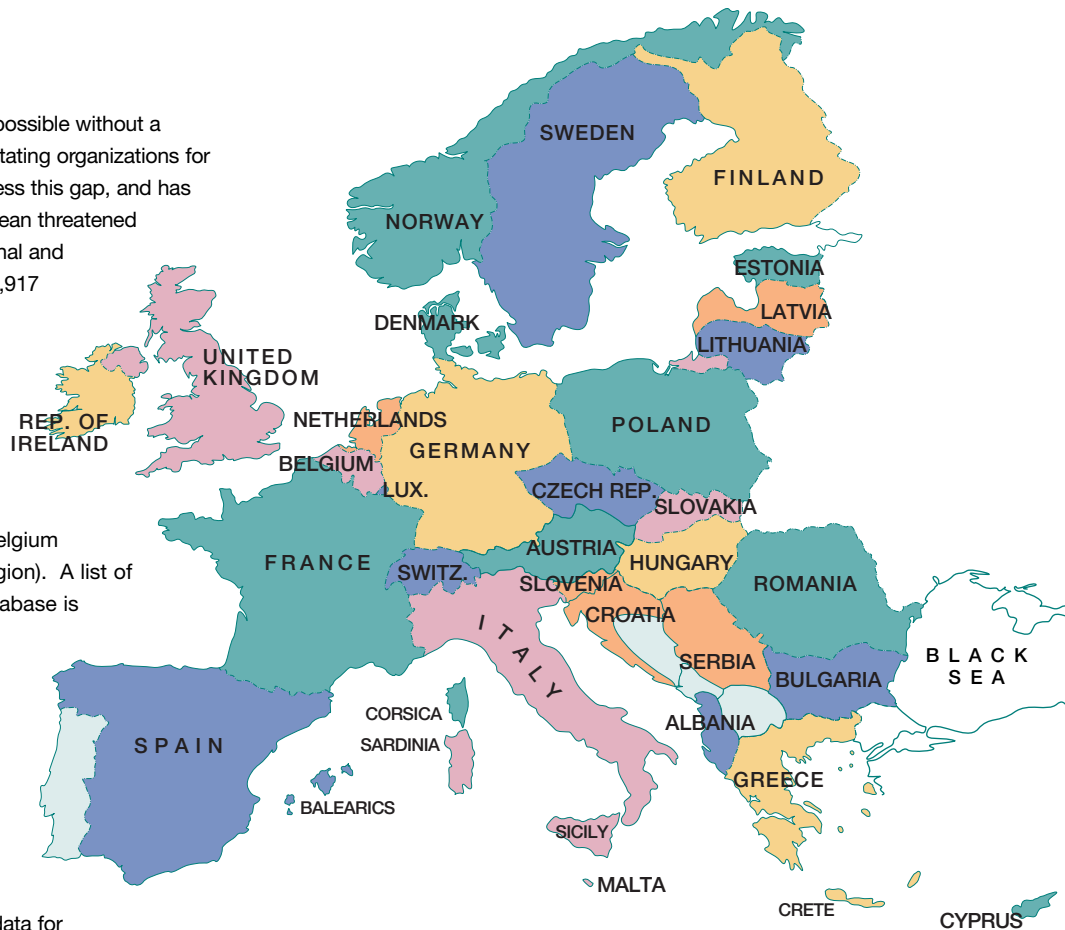 possible without a
tating organizations for
ess this gap, and has
ean threatened
nal and
,917
elgium
gion). A list of
abase is
data for
SWEDEN
FINLAND
NORWAY
ESTONIA
LATVIA
DENMARK
LITHUANIA
UNITED
KINGDOM
REP. OF
IRELAND
NETHERLANDS
POLAND
GERMANY
BELGIUM
LUX.
CZECH REP.
SLOVAKIA
AUSTRIA
FRANCE
HUNGARY
SWITZ.
SLOVENIA
ROMANIA
CROATIA
ITALY
SERBIA
BLACK
SEA
BULGARIA
CORSICA
ALBANIA
SARDINIA
SPAIN
GREECE
BALEARICS
SICILY
MALTA
CRETE
CYPRUS